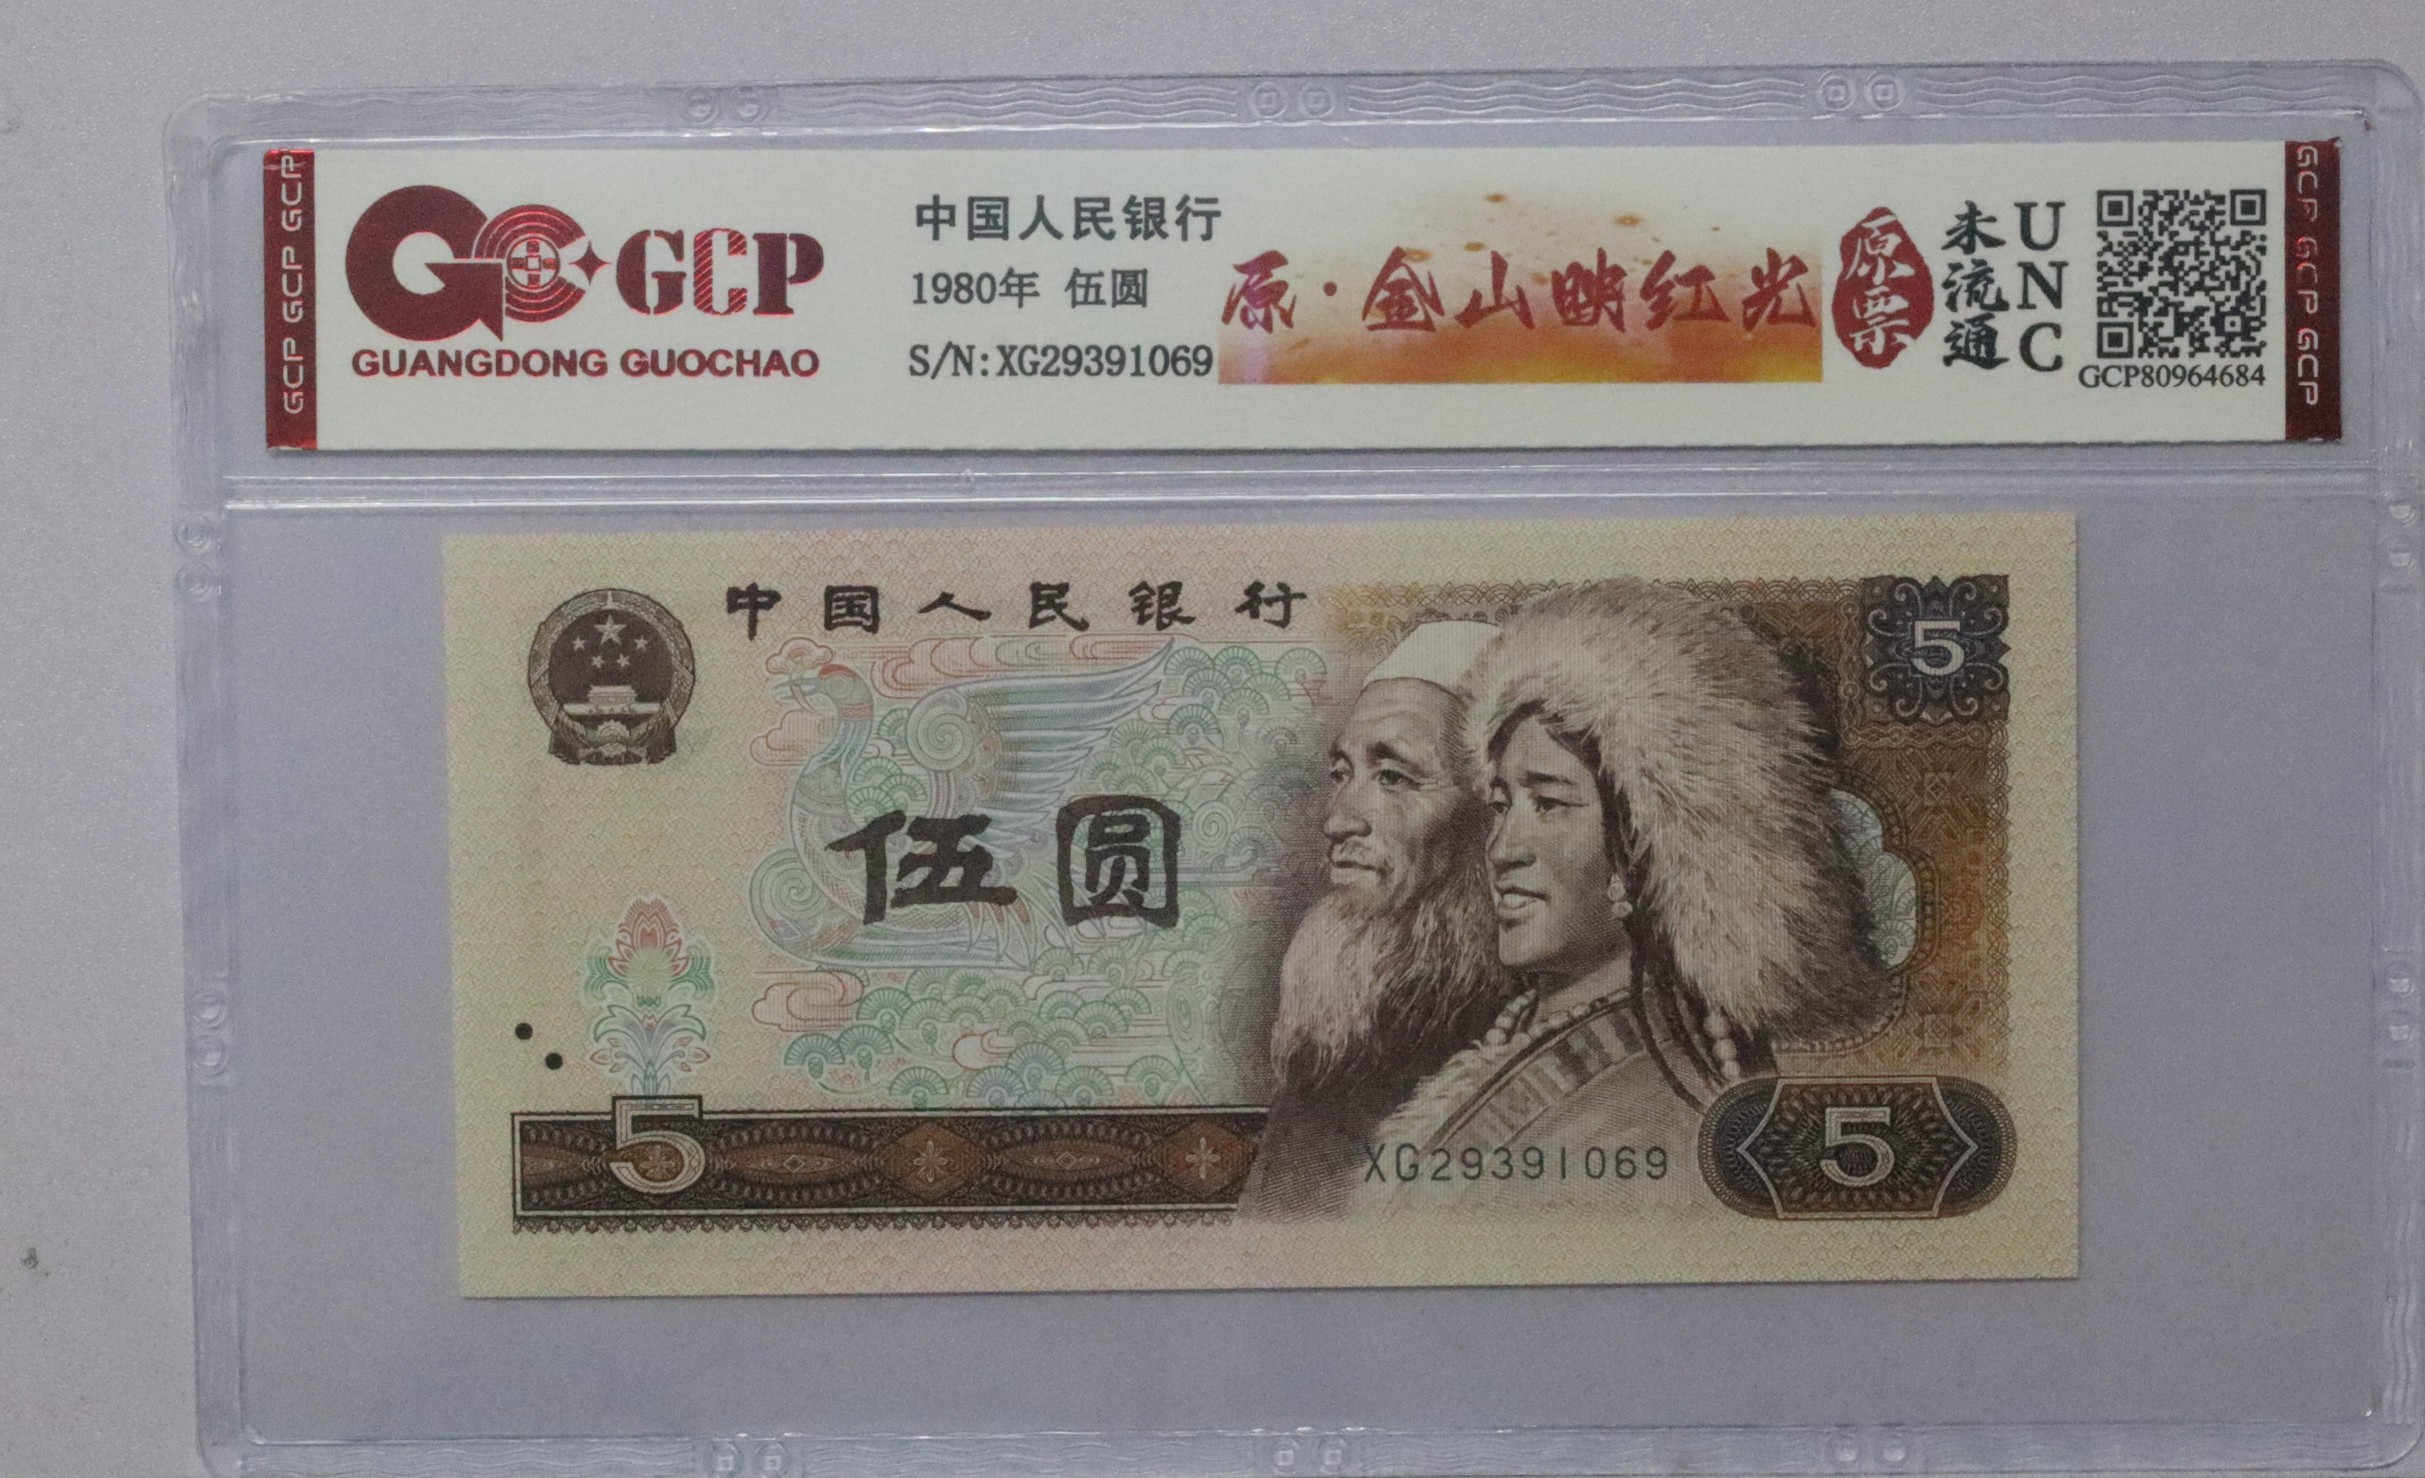 GCP GCP GCP
GCP
GUANGDONG GUOCHAO
中国人民银行
1980年 伍圆
S/N:XG29391069
原·金山映红光
原票
未流通
UNC
GCP80964684
GCP GCP GCP
中国人民银行
5
伍圆
5
XG29391069
5